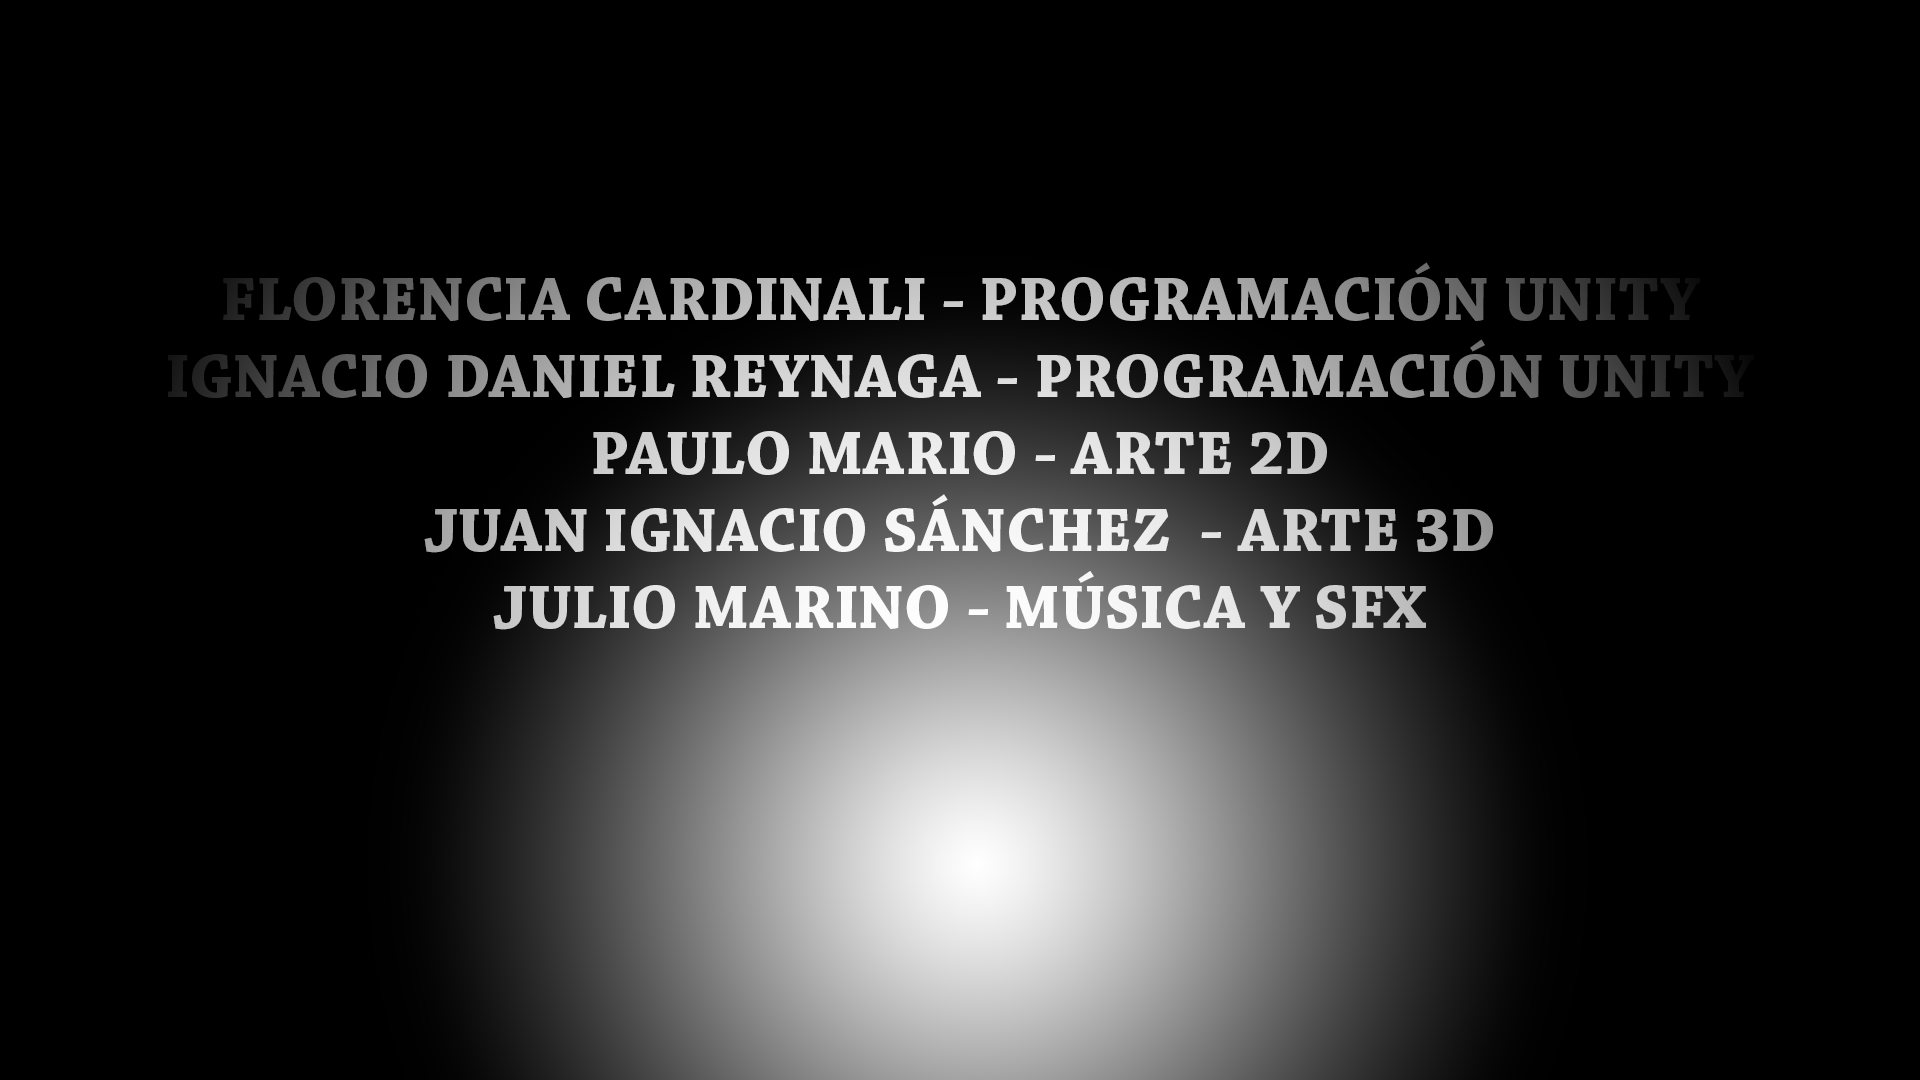 FLORENCIA CARDINALI – PROGRAMACIÓN UNITY
IGNACIO DANIEL REYNAGA – PROGRAMACIÓN UNITY
PAULO MARIO – ARTE 2D
JUAN IGNACIO SÁNCHEZ – ARTE 3D
JULIO MARINO – MÚSICA Y SFX